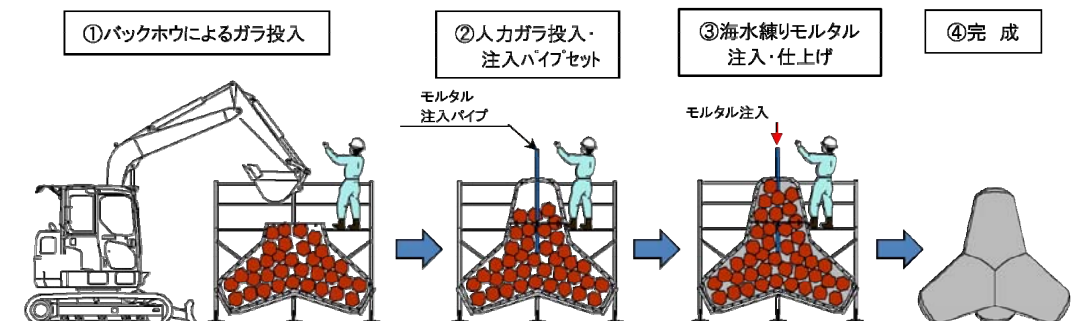 ①バックホウによるガラ投入
②人力ガラ投入・
注入パイプセット
③海水練りモルタル
注入・仕上げ
④完 成
モルタル
注入パイプ
モルタル注入